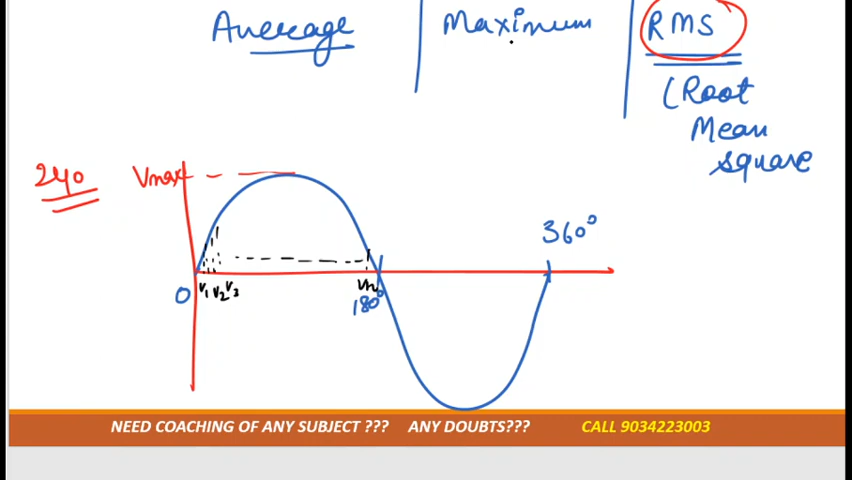 Average Maximum RMS
(Root
Mean
square
240 Vmax
360°
0 V1 V2 V3 Vn
180°
NEED COACHING OF ANY SUBJECT ??? ANY DOUBTS??? CALL 9034223003